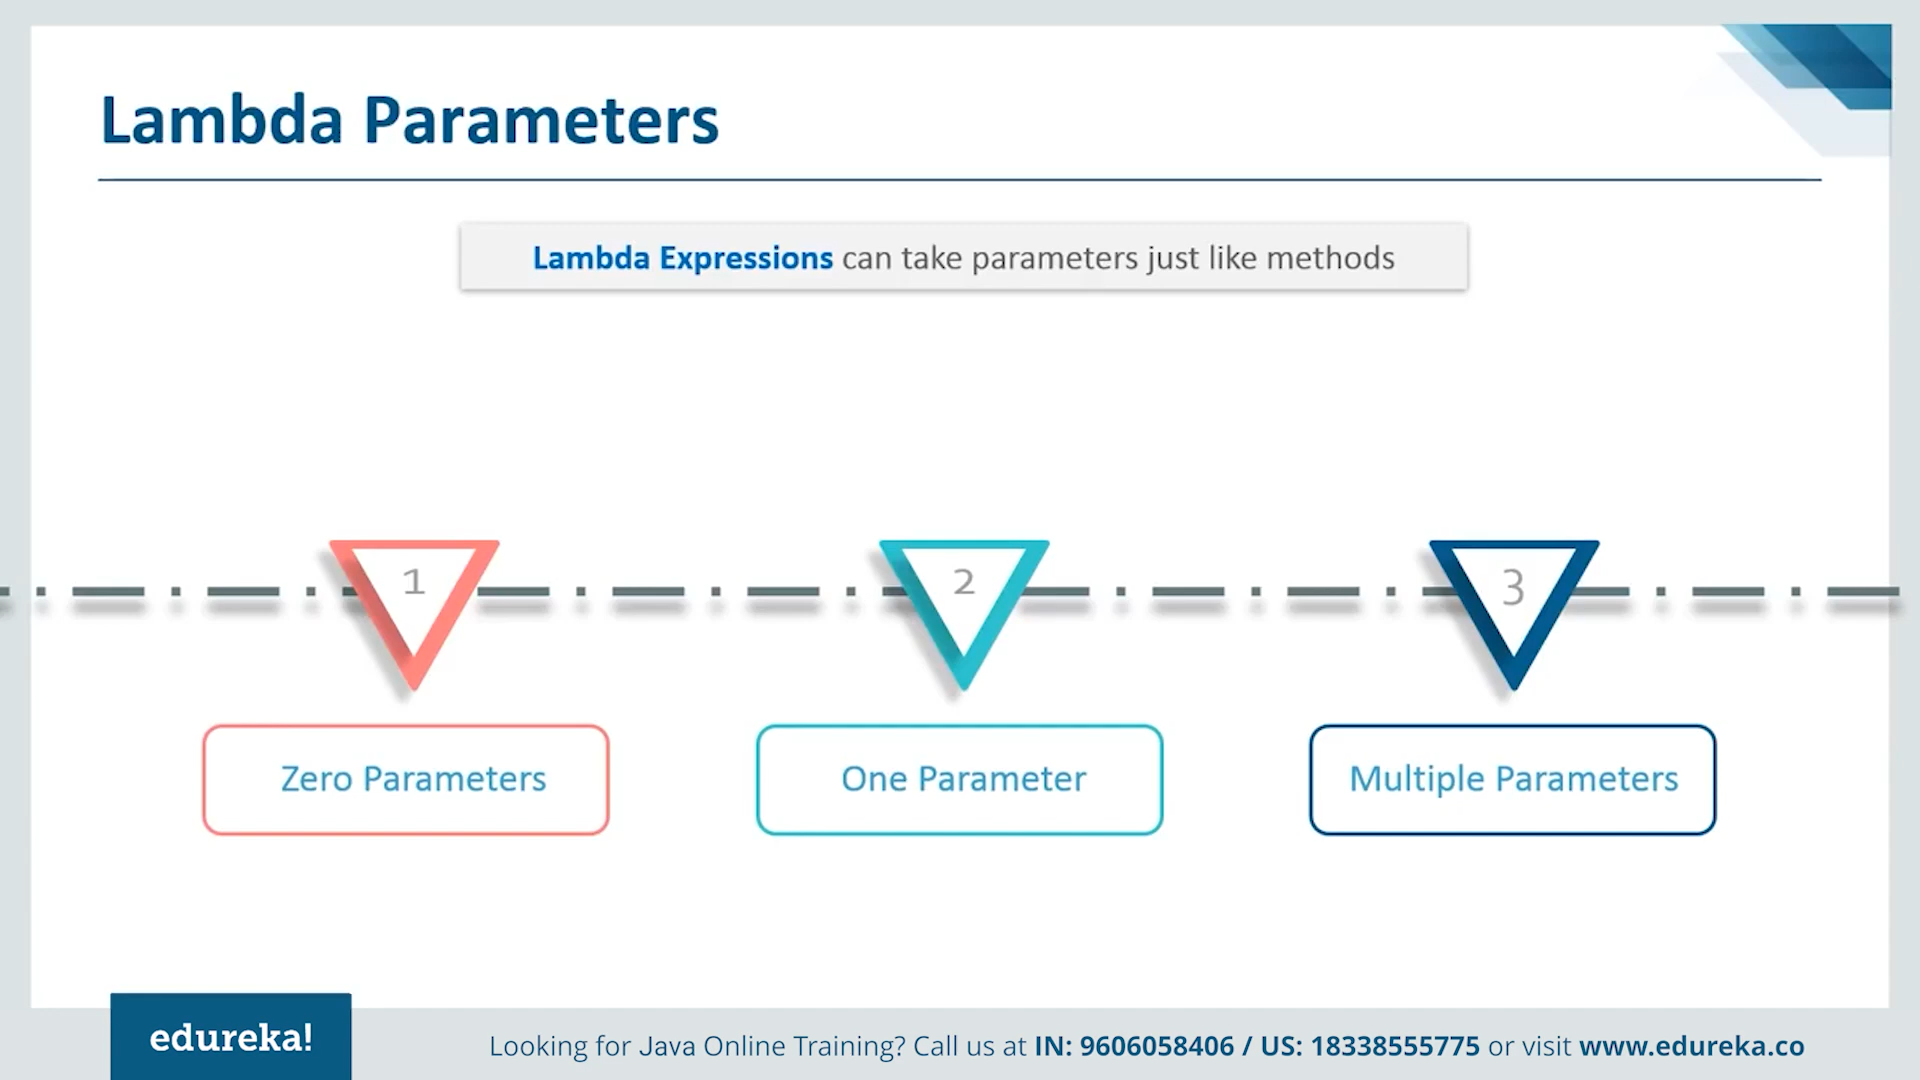 Lambda Parameters
Lambda Expressions can take parameters just like methods
1
2
3
Zero Parameters
One Parameter
Multiple Parameters
edureka!
Looking for Java Online Training? Call us at IN: 9606058406 / US: 18338555775 or visit www.edureka.co